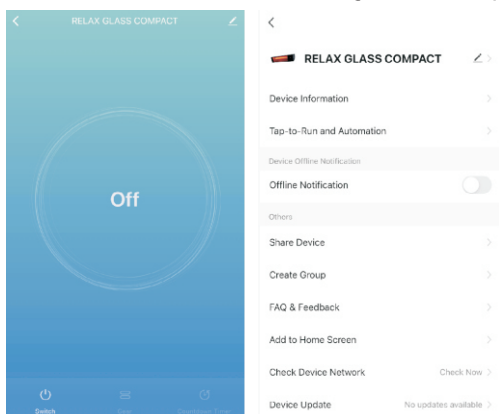 RELAX GLASS COMPACT
Off
Switch
Countdown Timer
RELAX GLASS COMPACT
Device Information
Tap-to-Run and Automation
Device Offline Notification
Offline Notification
Others
Share Device
Create Group
FAQ & Feedback
Add to Home Screen
Check Device Network Check Now
Device Update No updates available